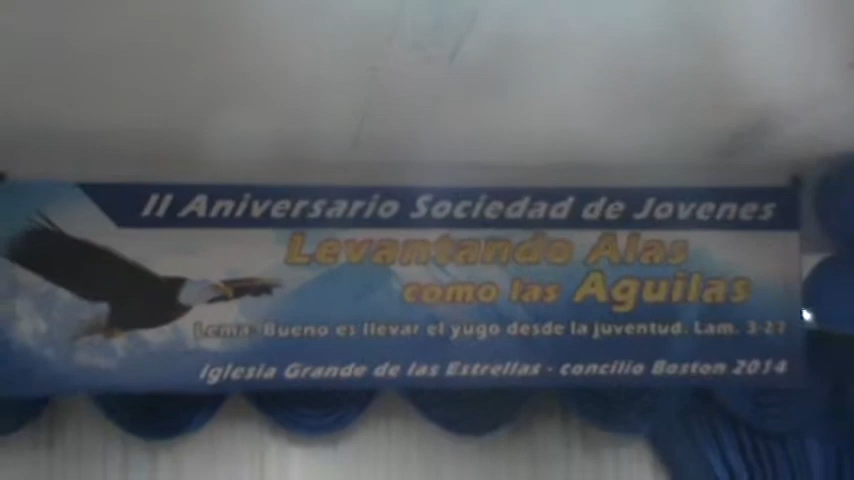 II Aniversario Sociedad de Jovenes
Levantando Alas
como las Aguilas
Lema: Bueno es llevar el yugo desde la juventud. Lam. 3-27
Iglesia Grande de las Estrellas - concilio Boston 2014